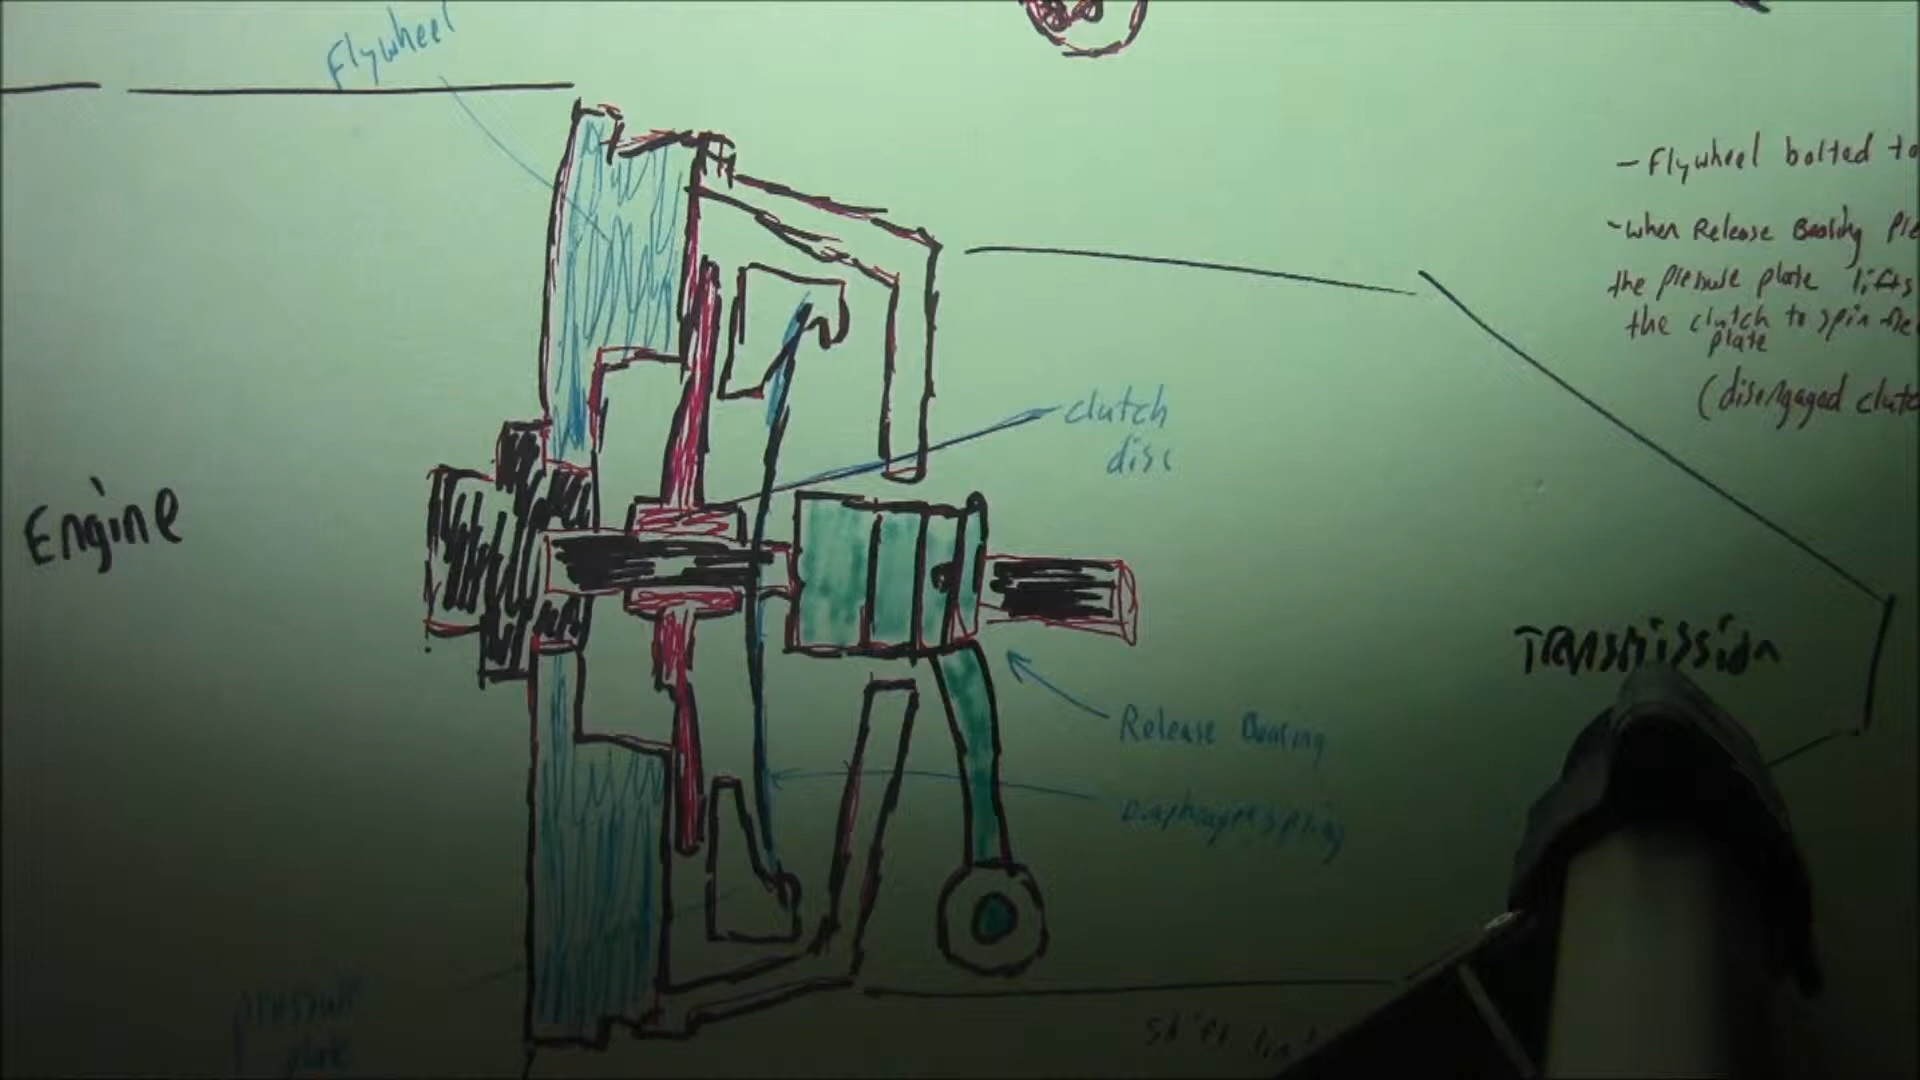 Flywheel
- Flywheel bolted to
- when Release Bearing
the plate lifts
the clutch to spin
plate
(disengaged
clutch
disc
Engine
Transmission
Release Bearing
pressure
plate